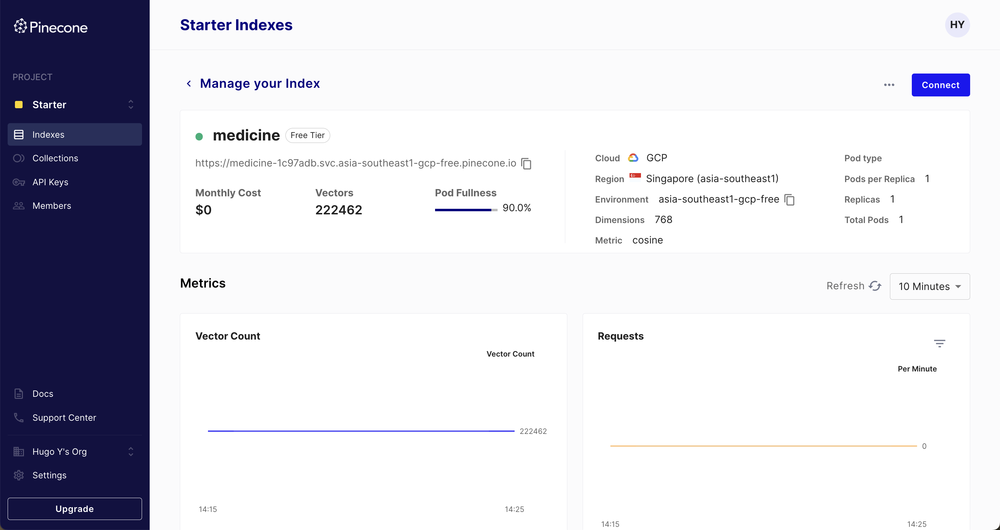 Pinecone
PROJECT
Starter
Indexes
Collections
API Keys
Members
Docs
Support Center
Hugo Y's Org
Settings
Upgrade
Starter Indexes
HY
Manage your Index
Connect
medicine Free Tier
https://medicine-1c97adb.svc.asia-southeast1-gcp-free.pinecone.io
Monthly Cost
$0
Vectors
222462
Pod Fullness
90.0%
Cloud GCP
Region Singapore (asia-southeast1)
Environment asia-southeast1-gcp-free
Dimensions 768
Metric cosine
Pod type
Pods per Replica 1
Replicas 1
Total Pods 1
Metrics
Refresh
10 Minutes
Vector Count
Vector Count
222462
14:15 14:25
Requests
Per Minute
0
14:15 14:25